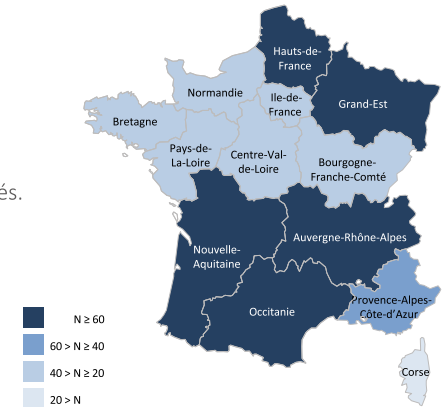 Hauts-de-
France
Normandie
Ile-de-
France
Grand-Est
Bretagne
Pays-de-
La-Loire
Centre-Val-
de-Loire
Bourgogne-
Franche-Comté
és.
Auvergne-Rhône-Alpes
Nouvelle-
Aquitaine
Occitanie
Provence-Alpes-
Côte-d'Azur
Corse
N ≥ 60
60 > N ≥ 40
40 > N ≥ 20
20 > N